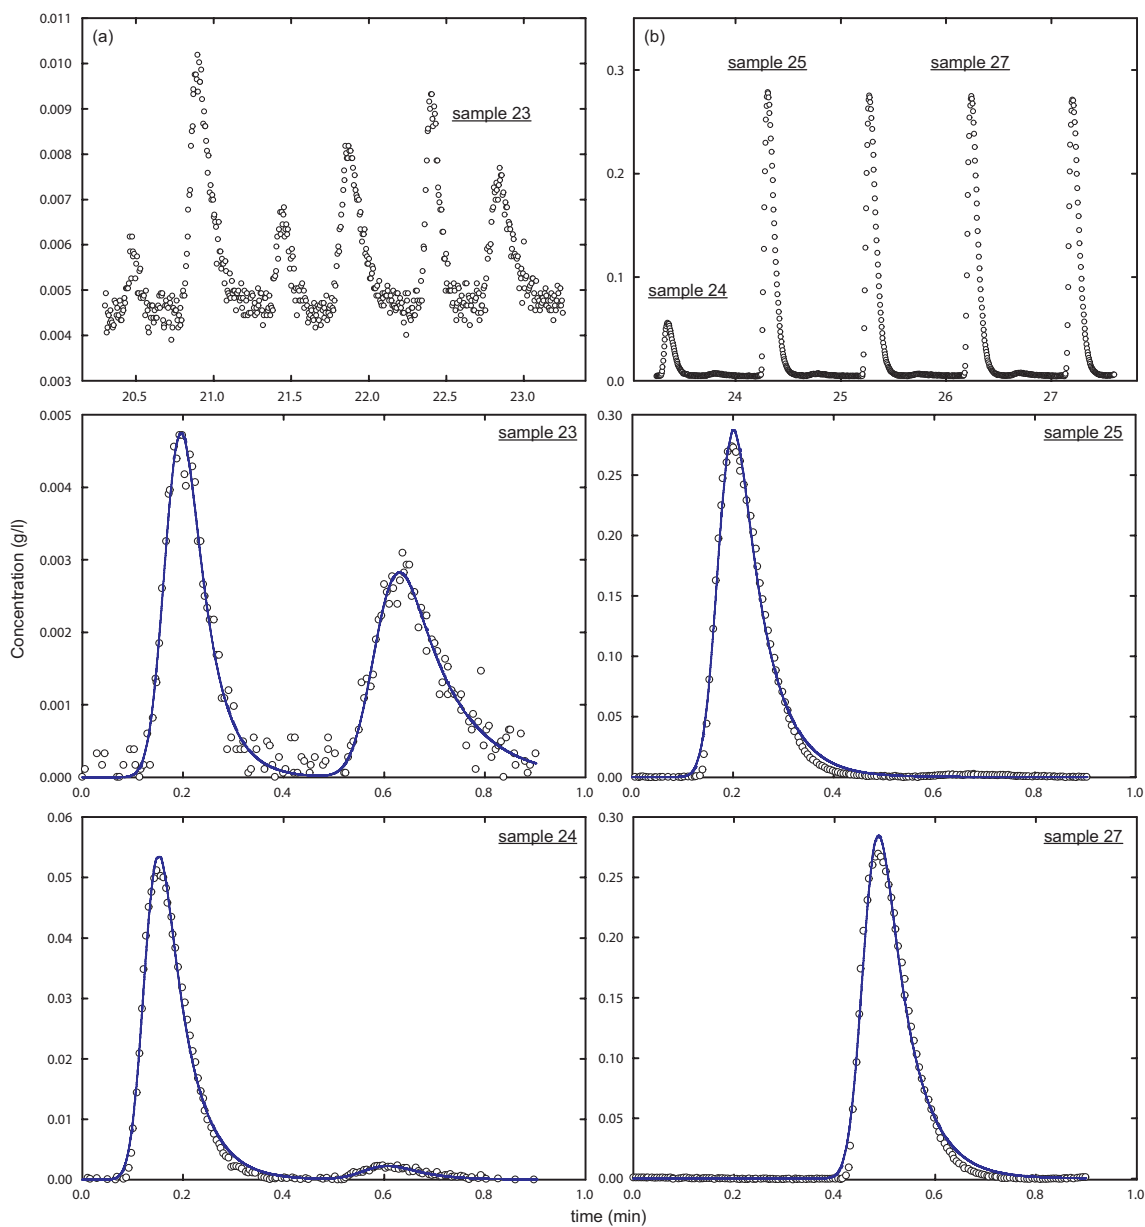 (a)
sample 23
0.011
0.010
0.009
0.008
0.007
0.006
0.005
0.004
0.003
20.5 21.0 21.5 22.0 22.5 23.0
(b)
sample 25 sample 27
sample 24
0.3
0.2
0.1
0.0
24 25 26 27
Concentration (g/l)
sample 23
0.005
0.004
0.003
0.002
0.001
0.000
0.0 0.2 0.4 0.6 0.8 1.0
sample 25
0.30
0.25
0.20
0.15
0.10
0.05
0.00
0.0 0.2 0.4 0.6 0.8 1.0
sample 24
0.06
0.05
0.04
0.03
0.02
0.01
0.00
0.0 0.2 0.4 0.6 0.8 1.0
sample 27
0.30
0.25
0.20
0.15
0.10
0.05
0.00
0.0 0.2 0.4 0.6 0.8 1.0
time (min)